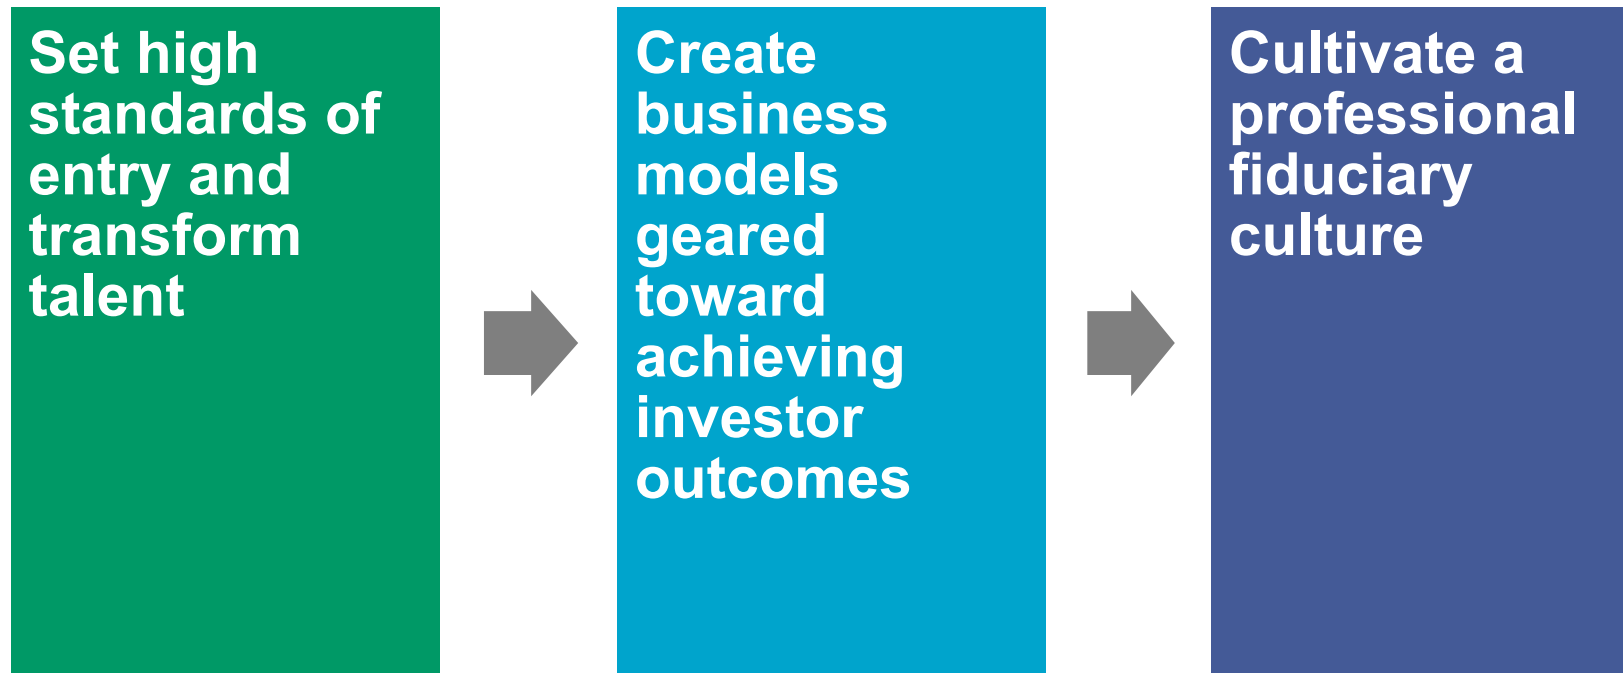 Set high
standards of
entry and
transform
talent
Create
business
models
geared
toward
achieving
investor
outcomes
Cultivate a
professional
fiduciary
culture